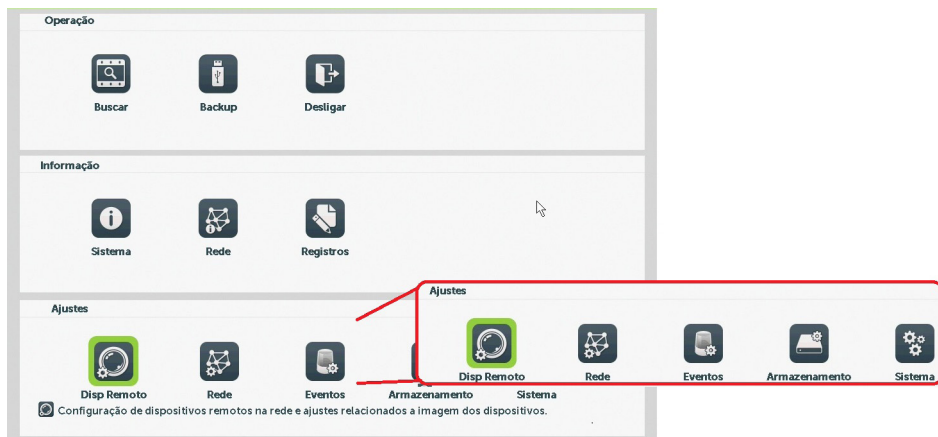 Operação
Buscar Backup Desligar
Informação
Sistema Rede Registros
Ajustes
Disp Remoto Rede Eventos Armazenamento Sistema
Configuração de dispositivos remotos na rede e ajustes relacionados a imagem dos dispositivos.
Ajustes
Disp Remoto Rede Eventos Armazenamento Sistema